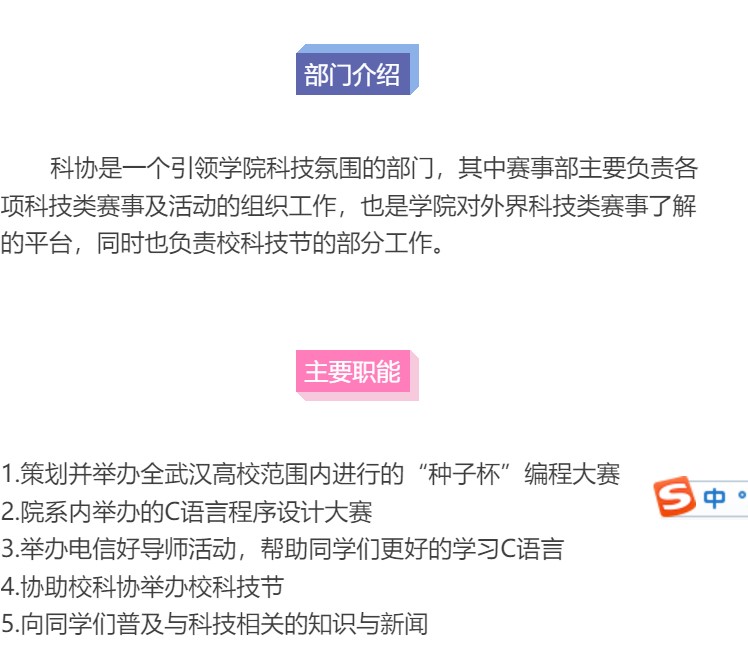 部门介绍
科协是一个引领学院科技氛围的部门，其中赛事部主要负责各
项科技类赛事及活动的组织工作，也是学院对外界科技类赛事了解
的平台，同时也负责校科技节的部分工作。
主要职能
1.策划并举办全武汉高校范围内进行的“种子杯”编程大赛
2.院系内举办的C语言程序设计大赛
3.举办电信好导师活动，帮助同学们更好的学习C语言
4.协助校科协举办校科技节
5.向同学们普及与科技相关的知识与新闻
S 中 °